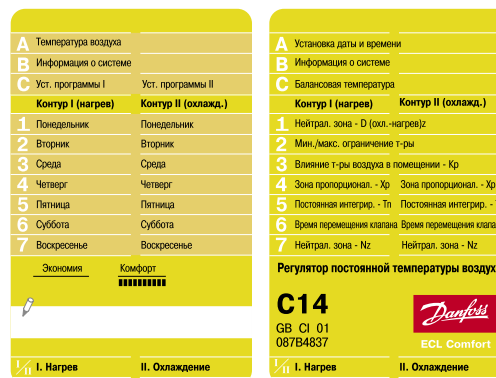 A Температура воздуха
B Информация о системе
C Уст. программы I Уст. программы II
Контур I (нагрев) Контур II (охлажд.)
1 Понедельник Понедельник
2 Вторник Вторник
3 Среда Среда
4 Четверг Четверг
5 Пятница Пятница
6 Суббота Суббота
7 Воскресенье Воскресенье
Экономия Комфорт
I/II I. Нагрев II. Охлаждение
A Установка даты и времени
B Информация о системе
C Балансовая температура
Контур I (нагрев) Контур II (охлажд.)
1 Нейтрал. зона - D (охл.-нагрев)z
2 Мин./макс. ограничение т-ры
3 Влияние т-ры воздуха в помещении - Кр
4 Зона пропорционал. - Хр Зона пропорционал. - Хр
5 Постоянная интегрир. - Tn Постоянная интегрир. -
6 Время перемещения клапана Время перемещения клапа
7 Нейтрал. зона - Nz Нейтрал. зона - Nz
Регулятор постоянной температуры воздух
C14
GB CI 01
087B4837
Danfoss
ECL Comfort
I/II I. Нагрев II. Охлаждение